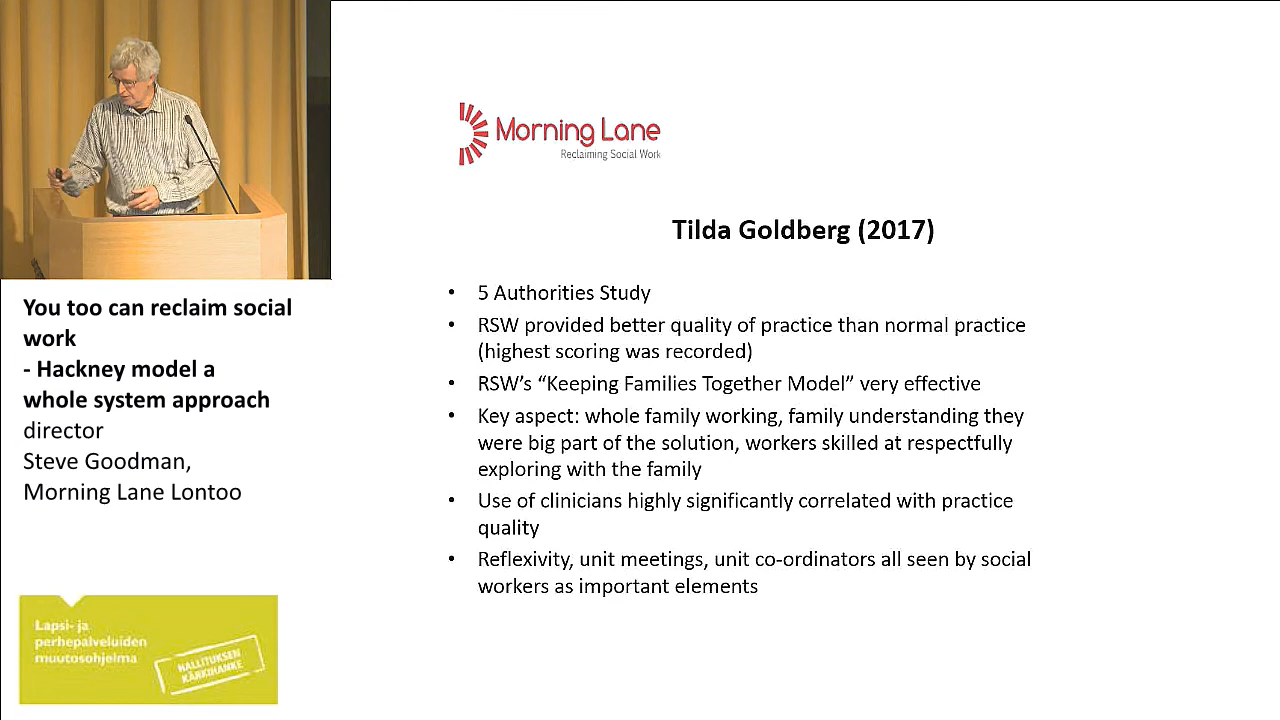 You too can reclaim social
work
- Hackney model a
whole system approach
director
Steve Goodman,
Morning Lane Lontoo
Lapsi- ja
perhepalveluiden
muutosohjelma
HALLITUKSEN
KÄRKIHANKE
Morning Lane
Reclaiming Social Work
Tilda Goldberg (2017)
• 5 Authorities Study
• RSW provided better quality of practice than normal practice
(highest scoring was recorded)
• RSW's “Keeping Families Together Model” very effective
• Key aspect: whole family working, family understanding they
were big part of the solution, workers skilled at respectfully
exploring with the family
• Use of clinicians highly significantly correlated with practice
quality
• Reflexivity, unit meetings, unit co-ordinators all seen by social
workers as important elements